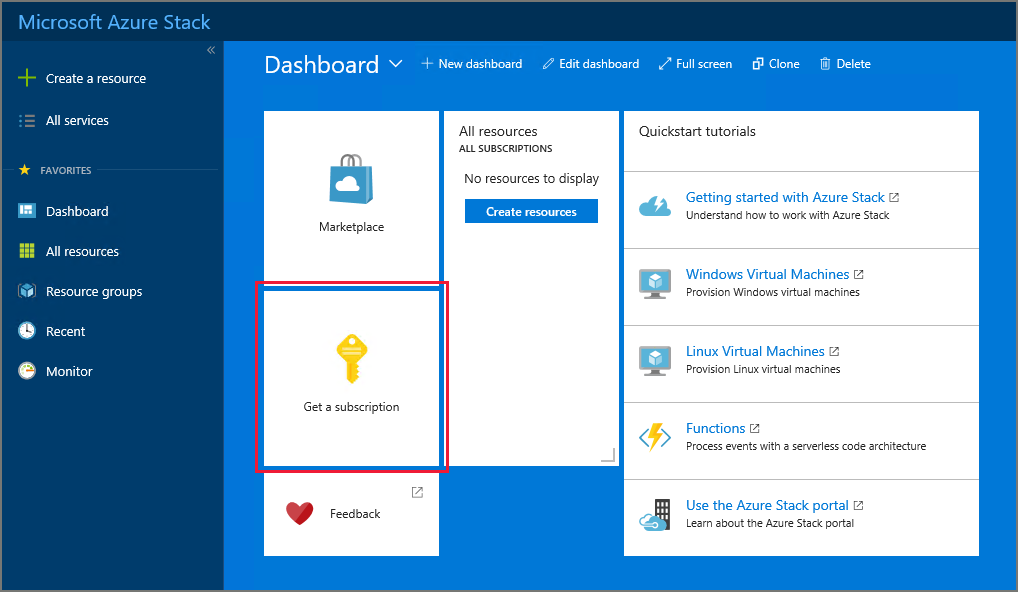 Microsoft Azure Stack
«
Create a resource
All services
FAVORITES
Dashboard
All resources
Resource groups
Recent
Monitor
Dashboard
New dashboard
Edit dashboard
Full screen
Clone
Delete
Marketplace
Get a subscription
Feedback
All resources
ALL SUBSCRIPTIONS
No resources to display
Create resources
Quickstart tutorials
Getting started with Azure Stack
Understand how to work with Azure Stack
Windows Virtual Machines
Provision Windows virtual machines
Linux Virtual Machines
Provision Linux virtual machines
Functions
Process events with a serverless code architecture
Use the Azure Stack portal
Learn about the Azure Stack portal